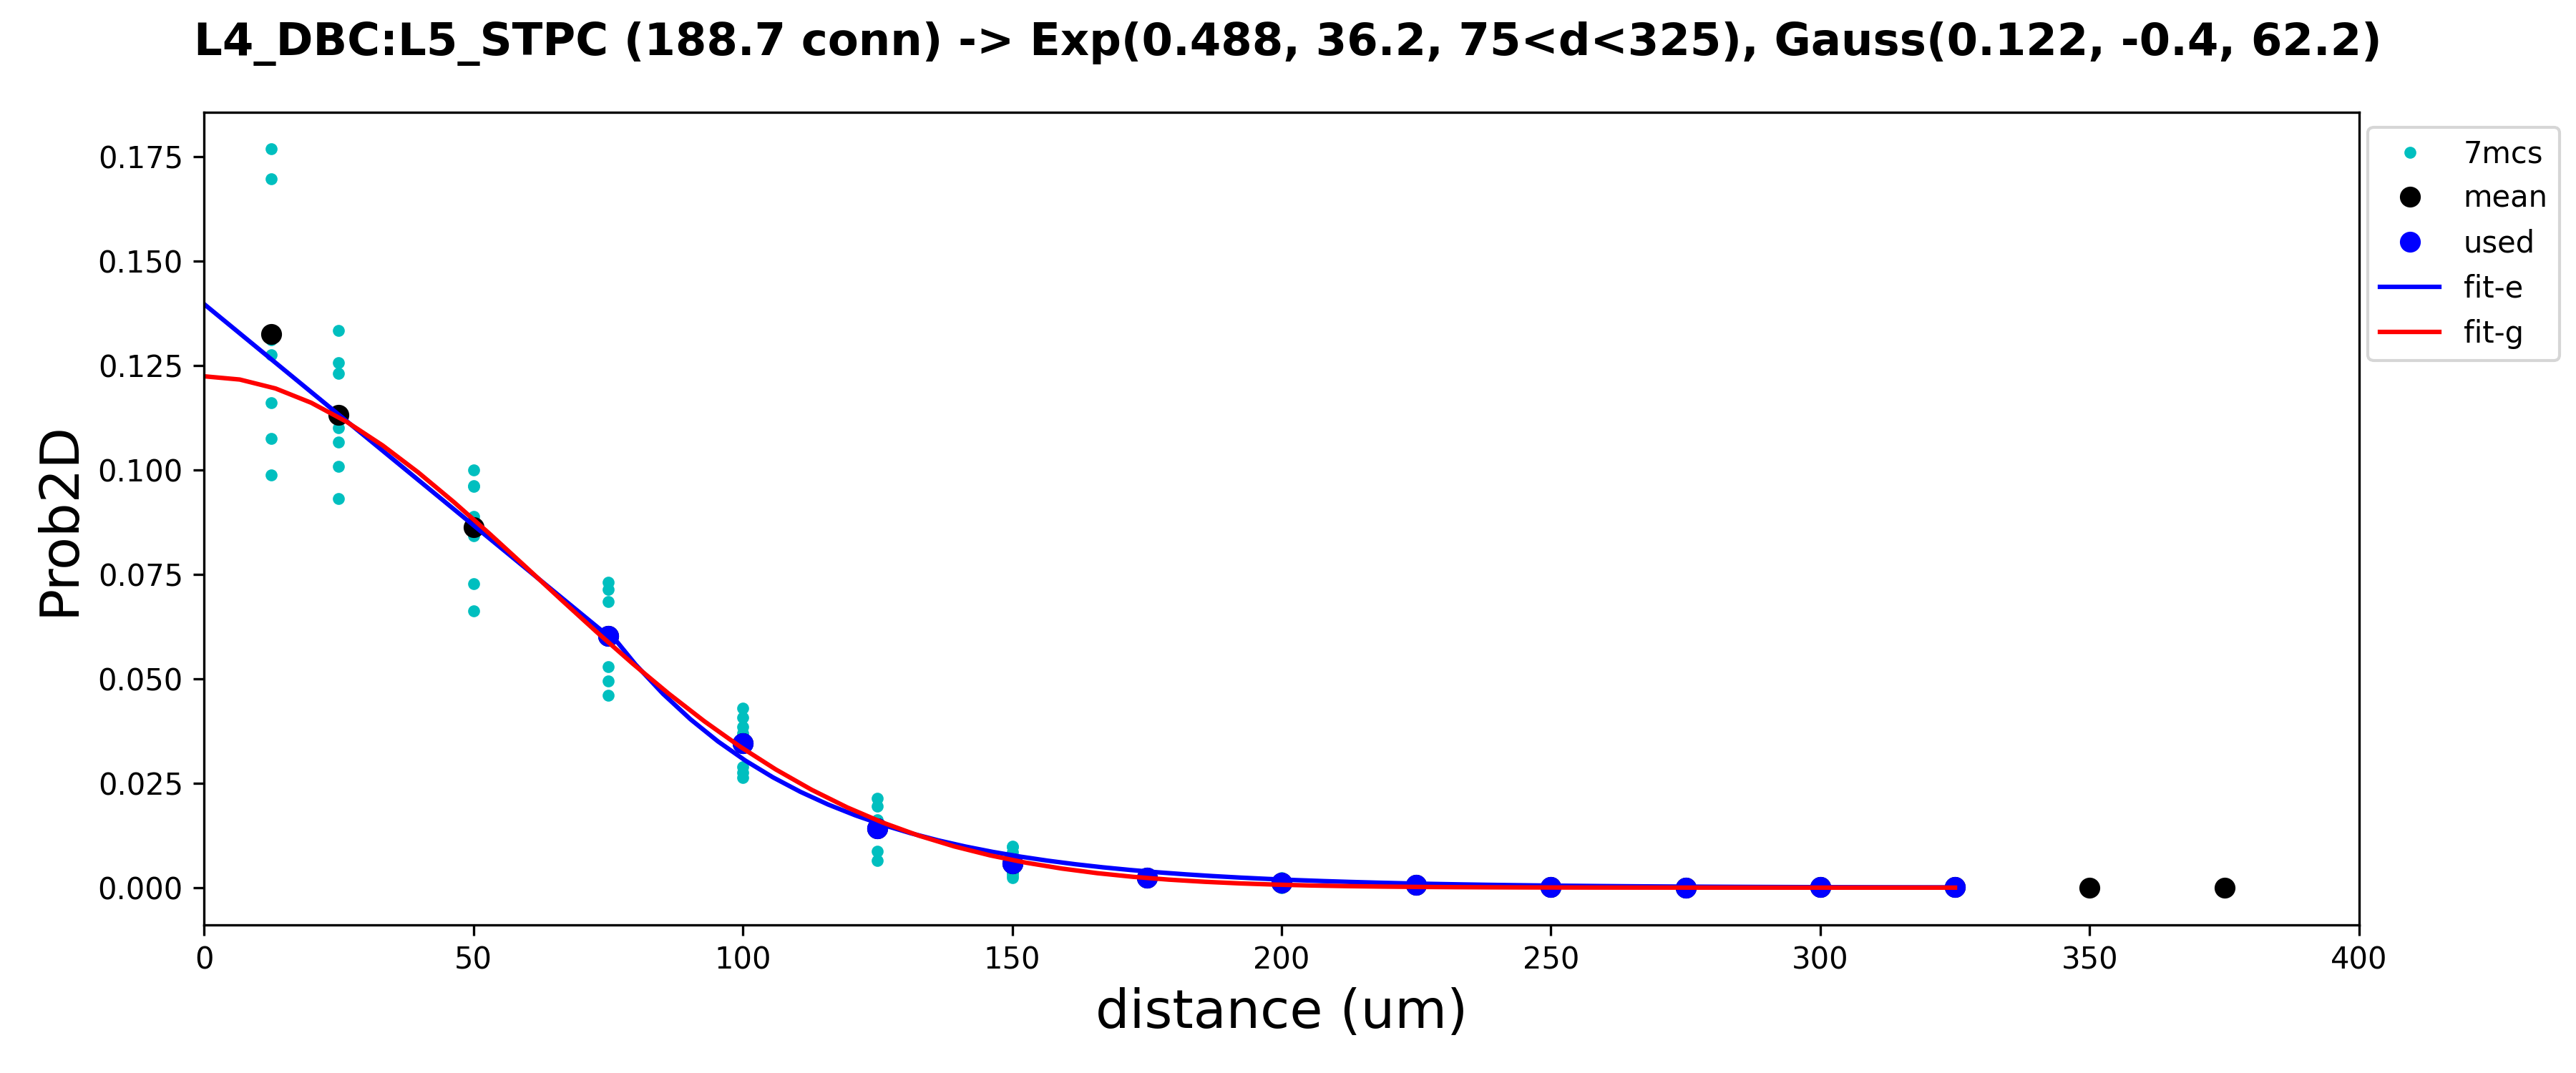 L4_DBC:L5_STPC (188.7 conn) -> Exp(0.488, 36.2, 75<d<325), Gauss(0.122, -0.4, 62.2)
7mcs
mean
used
fit-e
fit-g
Prob2D
0.175
0.150
0.125
0.100
0.075
0.050
0.025
0.000
0 50 100 150 200 250 300 350 400
distance (um)